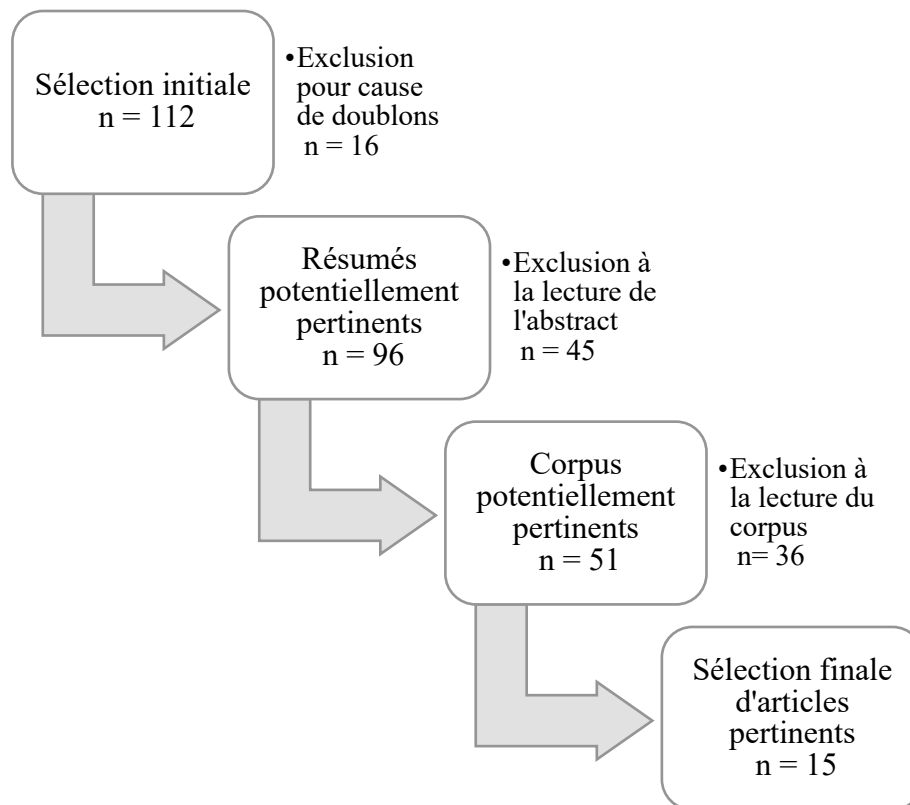 Sélection initiale
n = 112
•Exclusion
pour cause
de doublons
n = 16
Résumés
potentiellement
pertinents
n = 96
•Exclusion à
la lecture de
l'abstract
n = 45
Corpus
potentiellement
pertinents
n = 51
•Exclusion à
la lecture du
corpus
n= 36
Sélection finale
d'articles
pertinents
n = 15